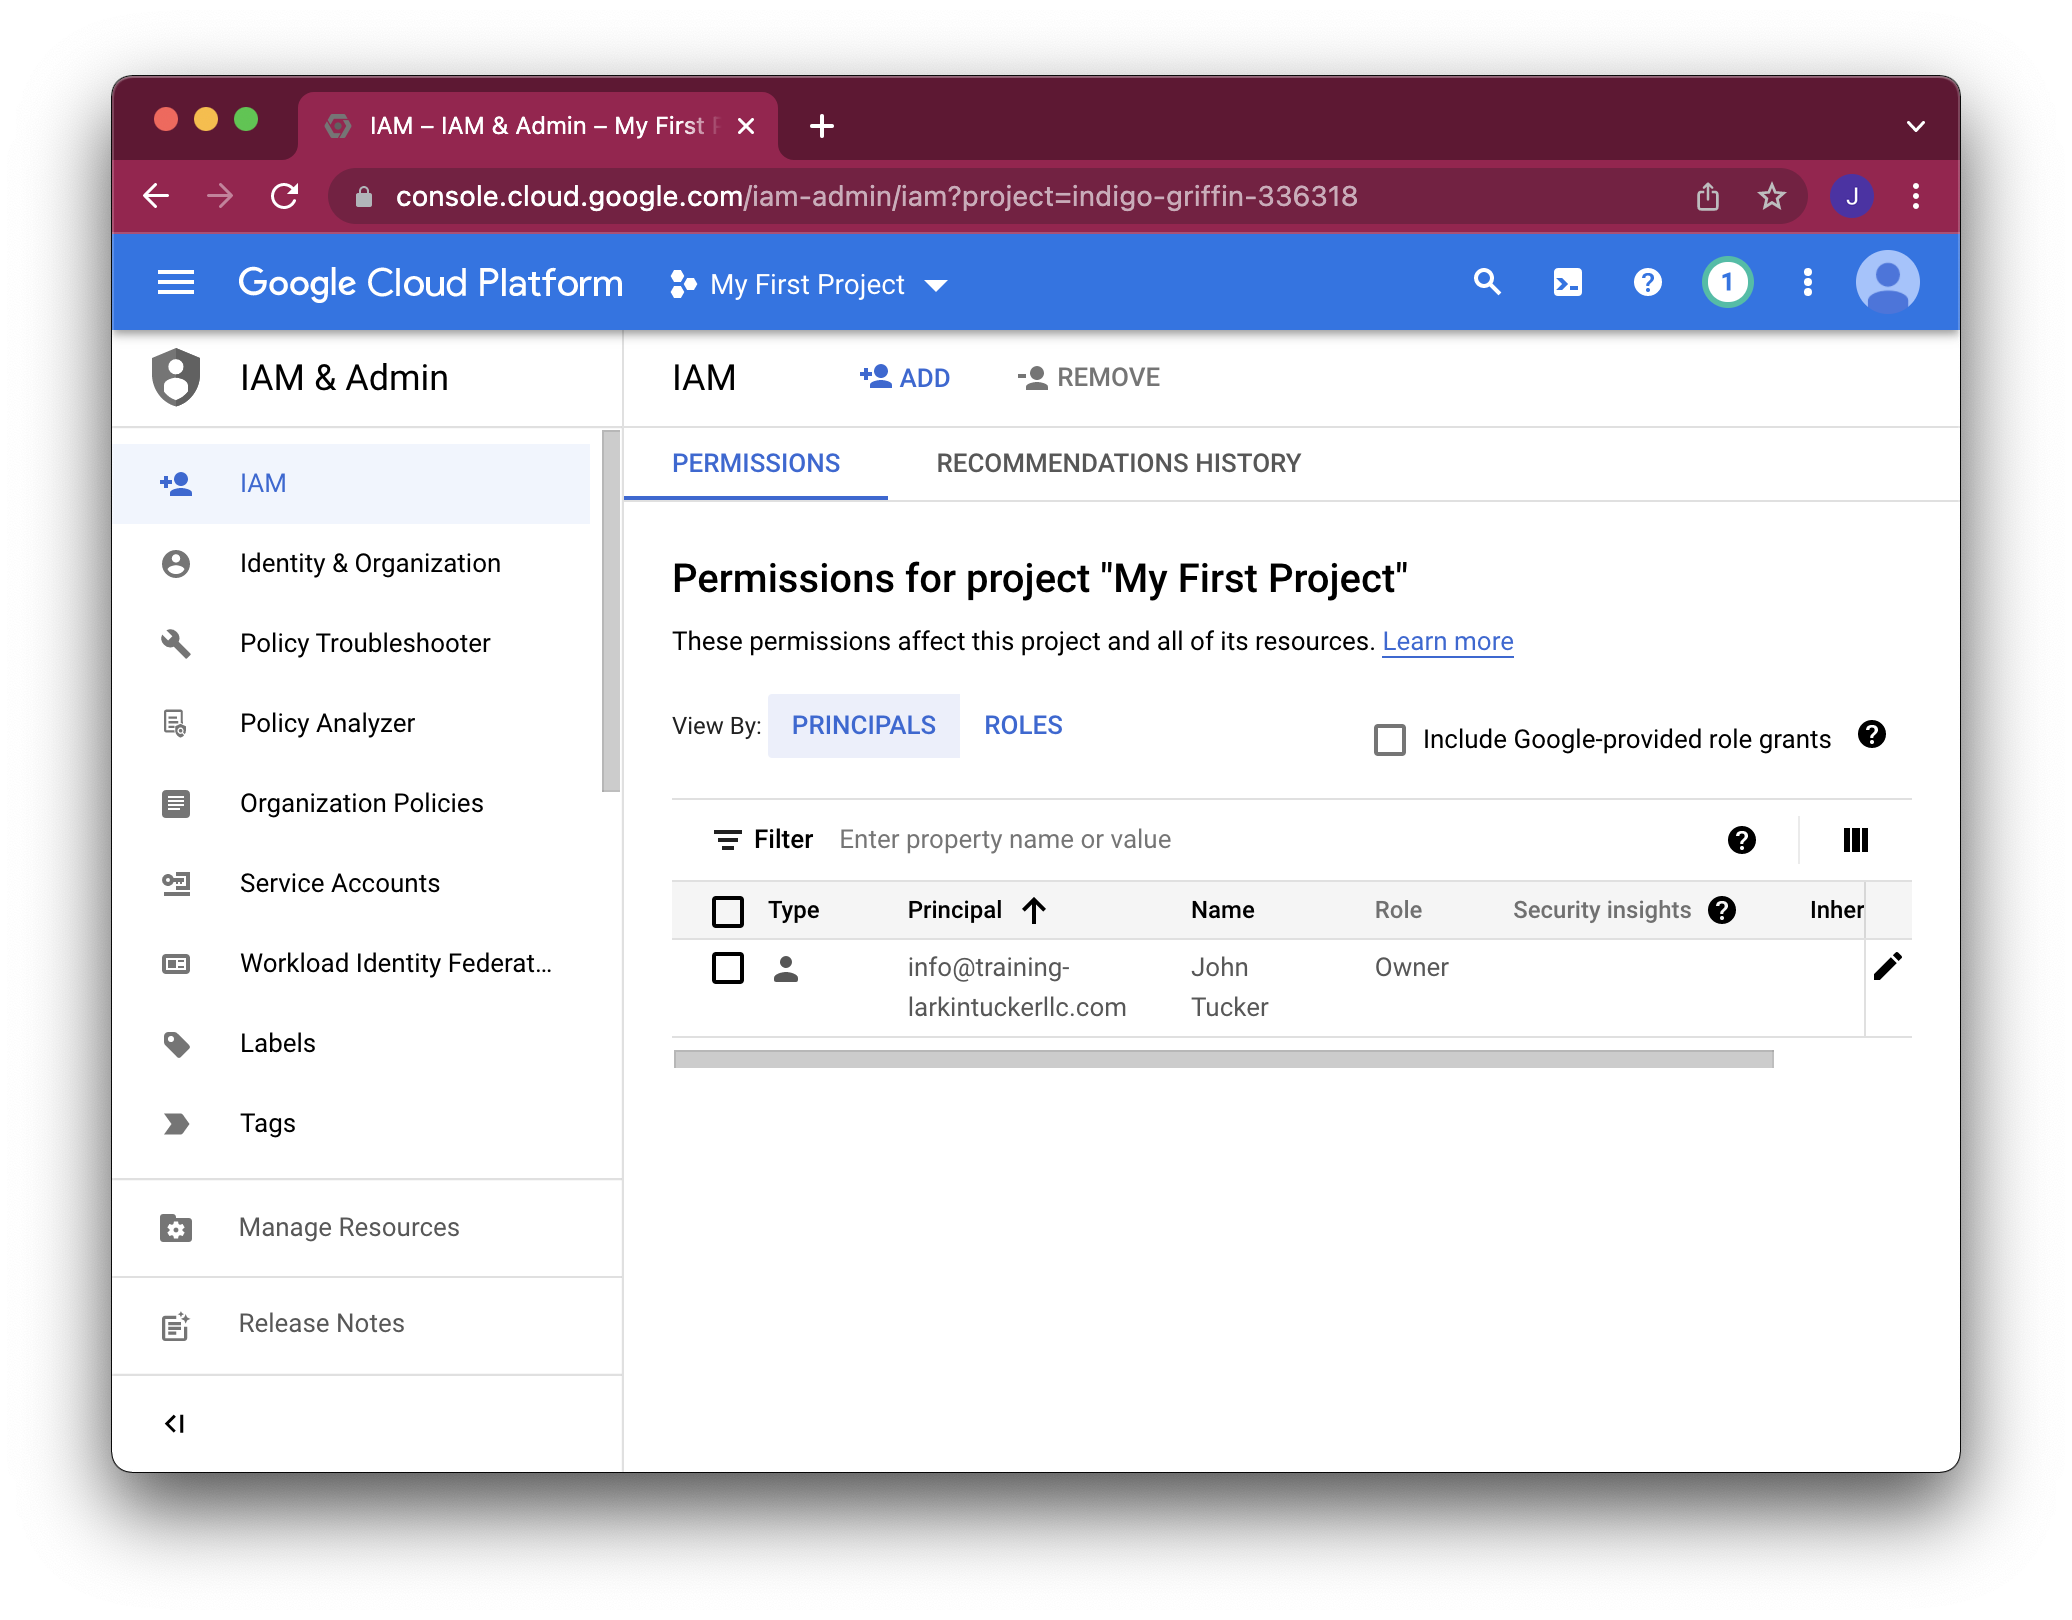 IAM – IAM & Admin – My First P
console.cloud.google.com/iam-admin/iam?project=indigo-griffin-336318
J
Google Cloud Platform
My First Project
1
IAM & Admin
IAM
ADD
REMOVE
IAM
Identity & Organization
Policy Troubleshooter
Policy Analyzer
Organization Policies
Service Accounts
Workload Identity Federat...
Labels
Tags
Manage Resources
Release Notes
PERMISSIONS
RECOMMENDATIONS HISTORY
Permissions for project "My First Project"
These permissions affect this project and all of its resources. Learn more
View By: PRINCIPALS ROLES
Include Google-provided role grants
Filter Enter property name or value
Type Principal Name Role Security insights Inher
info@training-
larkintuckerllc.com
John
Tucker
Owner